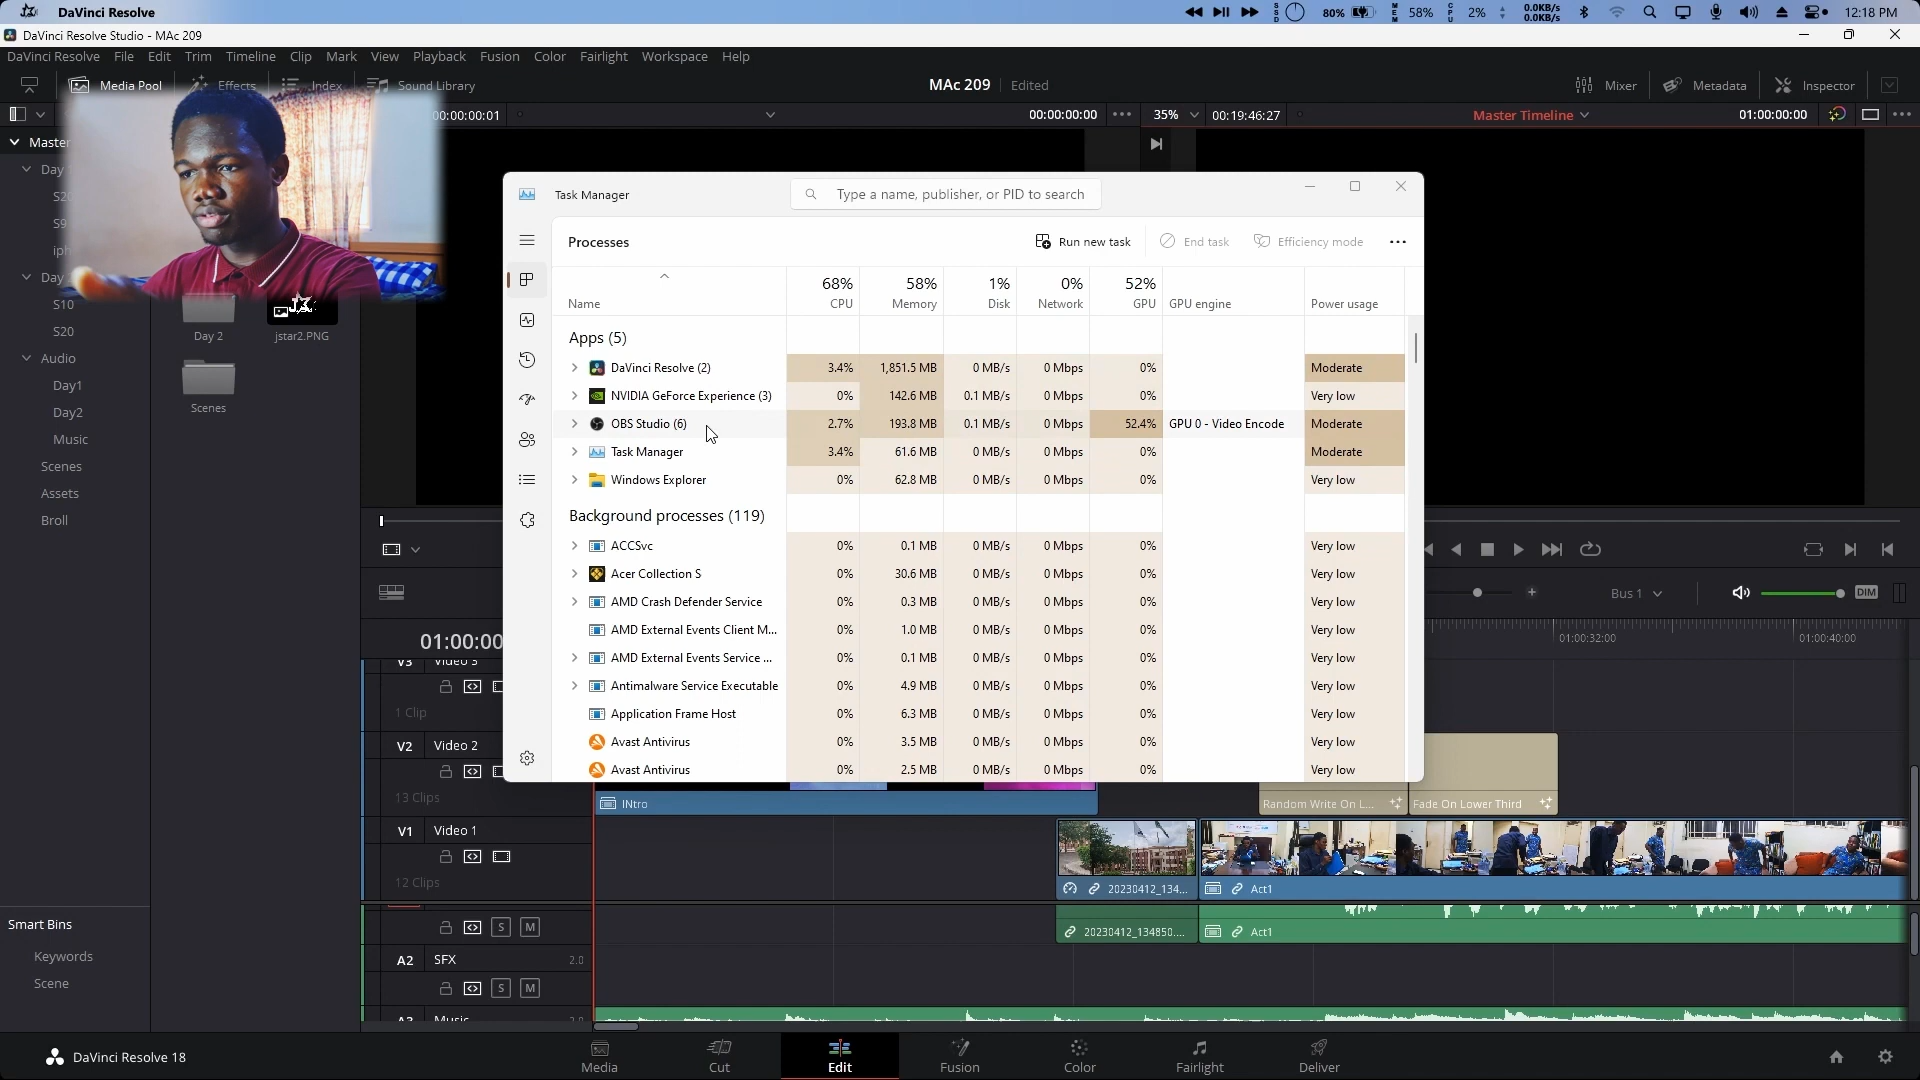 DaVinci Resolve
80%
58%
2%
0.0KB/s
0.0KB/s
12:18 PM
DaVinci Resolve Studio - MAc 209
DaVinci Resolve File Edit Trim Timeline Clip Mark View Playback Fusion Color Fairlight Workspace Help
Media Pool Effects Index Sound Library
MAc 209 Edited
Mixer Metadata Inspector
00:00:00:00
35% 00:19:46:27
Master Timeline
01:00:00:00
Master
Day
iph
Day
S10
S20
Audio
Day1
Day2
Music
Scenes
Assets
Broll
Smart Bins
Keywords
Scene
Day 2
jstar2.PNG
Scenes
Task Manager
Type a name, publisher, or PID to search
Processes
Run new task End task Efficiency mode
68% 58% 1% 0% 52%
Name CPU Memory Disk Network GPU GPU engine Power usage
Apps (5)
DaVinci Resolve (2) 3.4% 1,851.5 MB 0 MB/s 0 Mbps 0% Moderate
NVIDIA GeForce Experience (3) 0% 142.6 MB 0.1 MB/s 0 Mbps 0% Very low
OBS Studio (6) 2.7% 193.8 MB 0.1 MB/s 0 Mbps 52.4% GPU 0 - Video Encode Moderate
Task Manager 3.4% 61.6 MB 0 MB/s 0 Mbps 0% Moderate
Windows Explorer 0% 62.8 MB 0 MB/s 0 Mbps 0% Very low
Background processes (119)
ACCSvc 0% 0.1 MB 0 MB/s 0 Mbps 0% Very low
Acer Collection S 0% 30.6 MB 0 MB/s 0 Mbps 0% Very low
AMD Crash Defender Service 0% 0.3 MB 0 MB/s 0 Mbps 0% Very low
AMD External Events Client M... 0% 1.0 MB 0 MB/s 0 Mbps 0% Very low
AMD External Events Service ... 0% 0.1 MB 0 MB/s 0 Mbps 0% Very low
Antimalware Service Executable 0% 4.9 MB 0 MB/s 0 Mbps 0% Very low
Application Frame Host 0% 6.3 MB 0 MB/s 0 Mbps 0% Very low
Avast Antivirus 0% 3.5 MB 0 MB/s 0 Mbps 0% Very low
Avast Antivirus 0% 2.5 MB 0 MB/s 0 Mbps 0% Very low
Bus 1
DIM
01:00:00
01:00:32:00
01:00:40:00
V3 Video 3
1 Clip
V2 Video 2
13 Clips
INtro
Random Write On L... Fade On Lower Third
V1 Video 1
12 Clips
20230412_134... Act1
S M
20230412_134850.... Act1
A2 SFX 2.0
S M
A3 Music 2.0
DaVinci Resolve 18
Media Cut Edit Fusion Color Fairlight Deliver